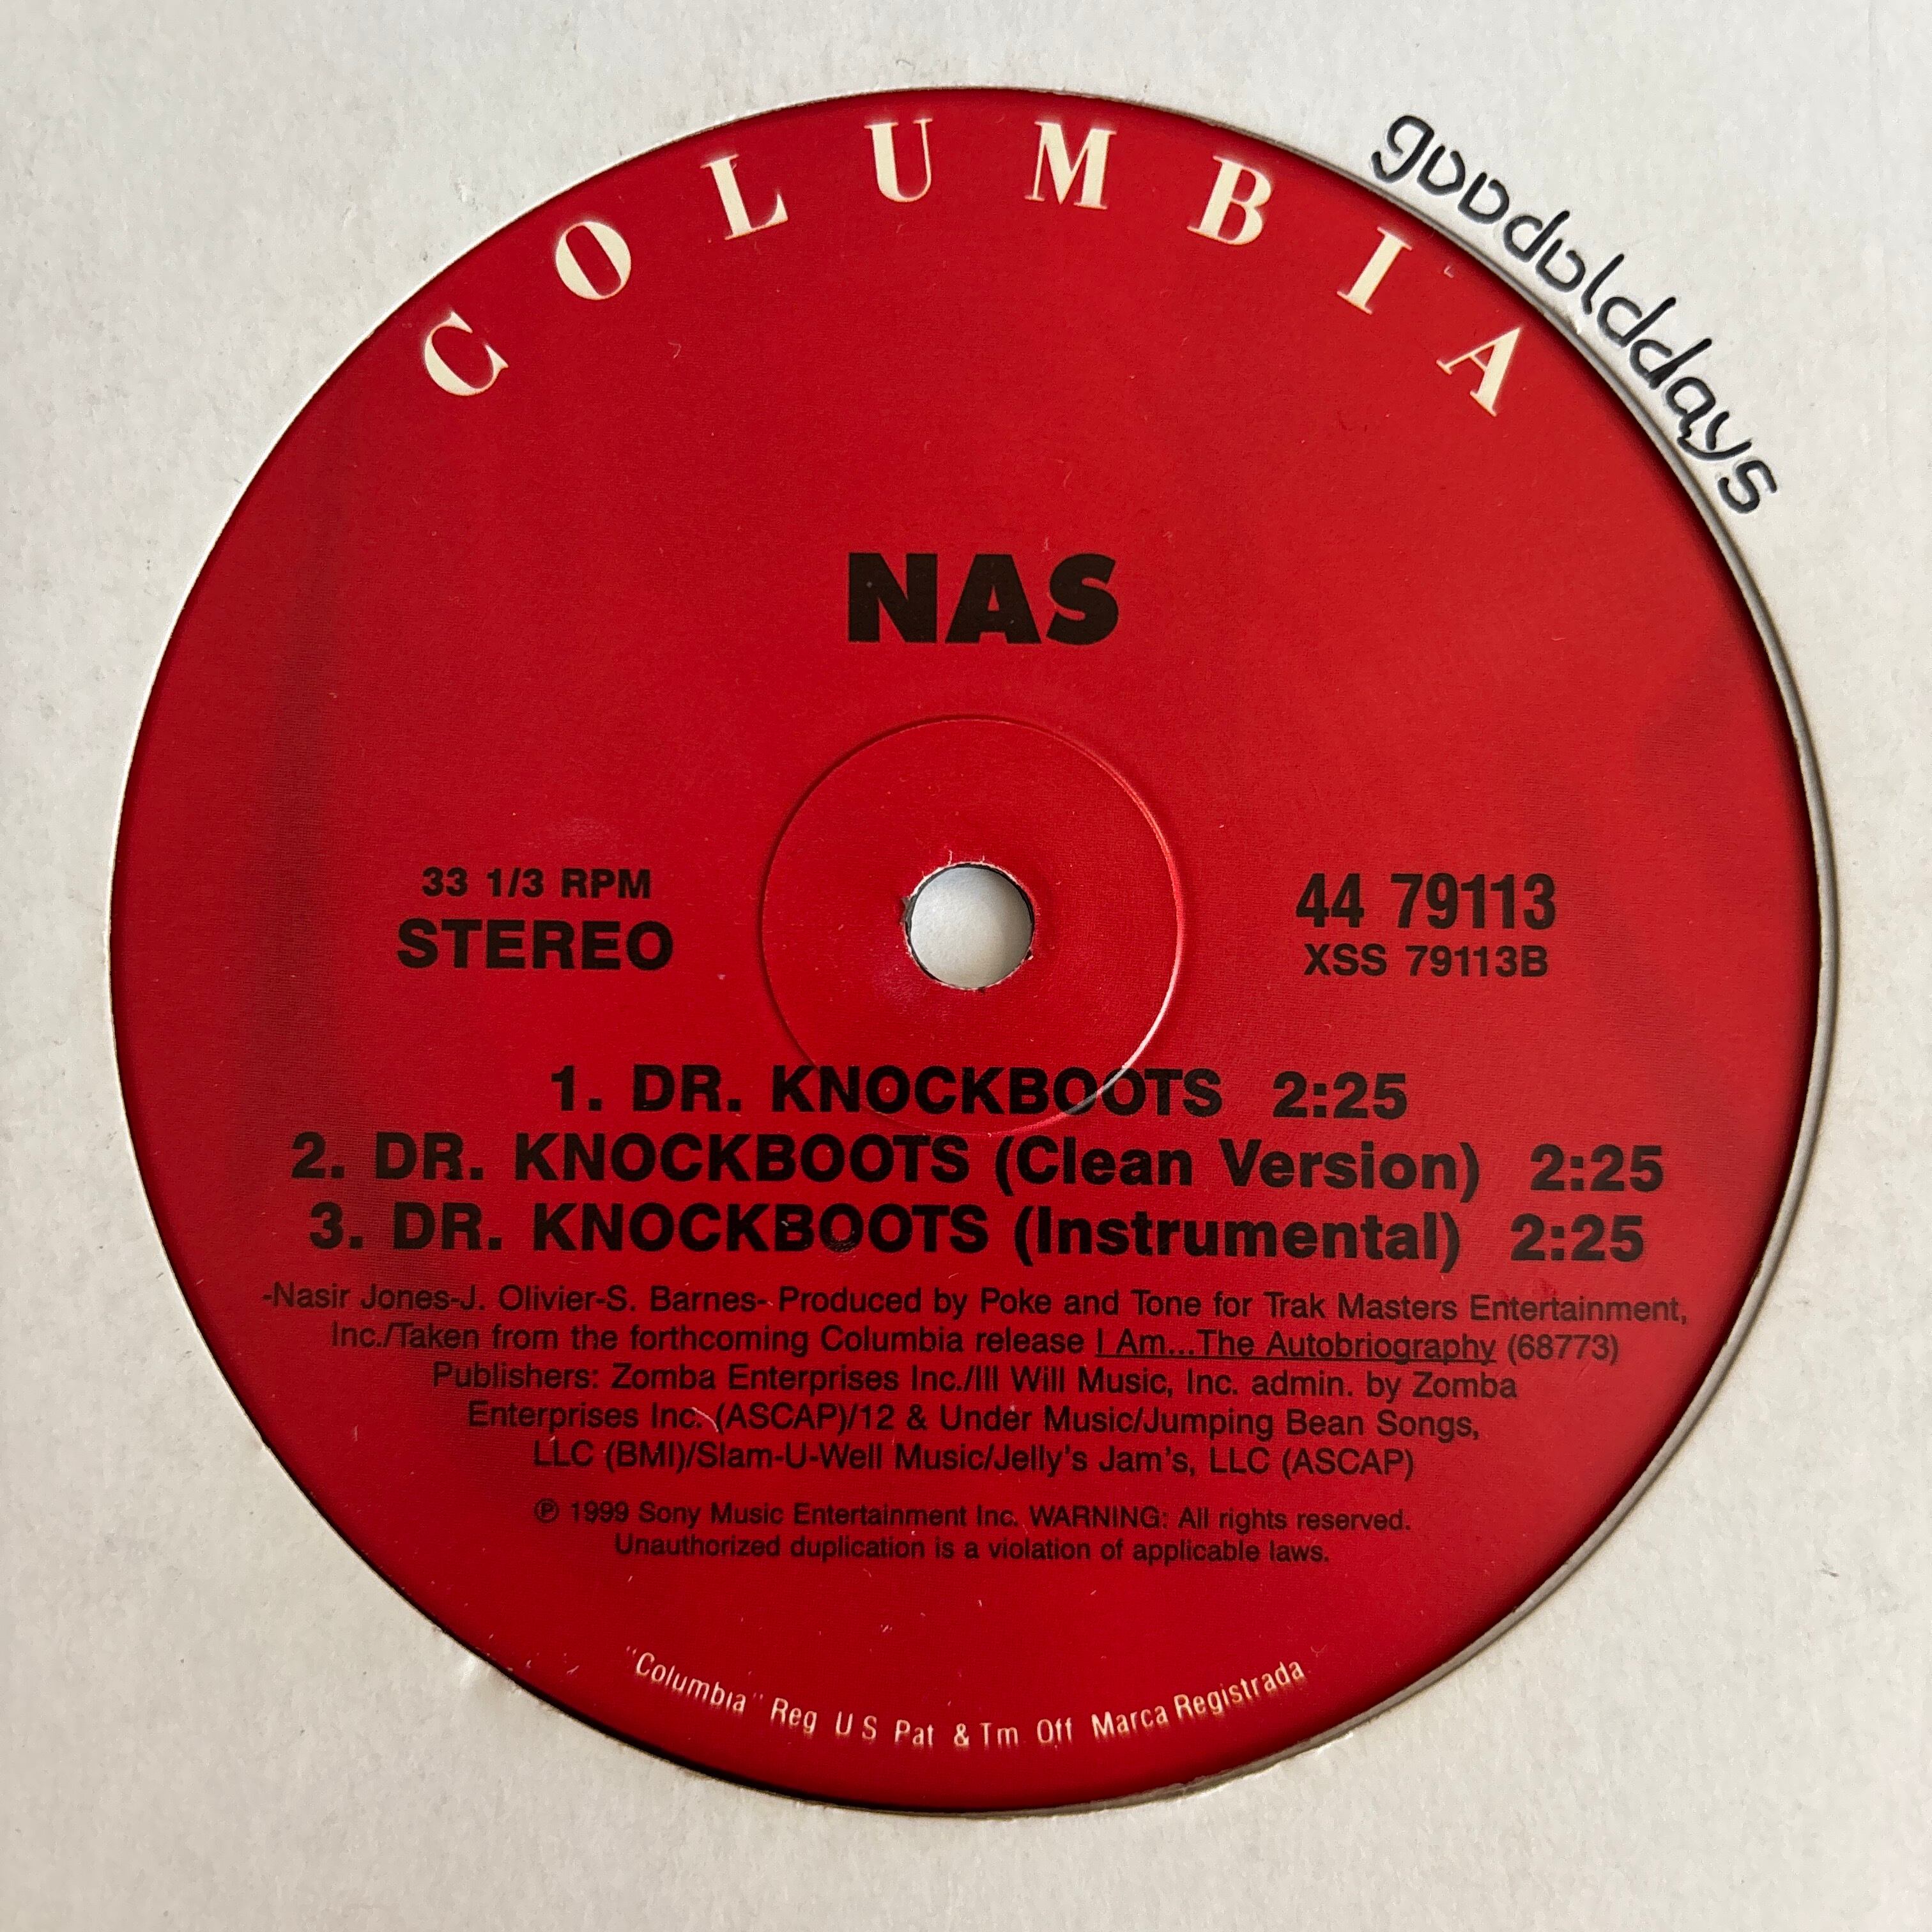 COLUMBIA
goodolddays
NAS
33 1/3 RPM
STEREO
44 79113
XSS 79113B
1. DR. KNOCKBOOTS 2:25
2. DR. KNOCKBOOTS (Clean Version) 2:25
3. DR. KNOCKBOOTS (Instrumental) 2:25
-Nasir Jones-J. Olivier-S. Barnes- Produced by Poke and Tone for Trak Masters Entertainment,
Inc./Taken from the forthcoming Columbia release I Am...The Autobriography (68773)
Publishers: Zomba Enterprises Inc./Ill Will Music, Inc. admin. by Zomba
Enterprises Inc. (ASCAP)/12 & Under Music/Jumping Bean Songs,
LLC (BMI)/Slam-U-Well Music/Jelly's Jam's, LLC (ASCAP)
℗ 1999 Sony Music Entertainment Inc. WARNING: All rights reserved.
Unauthorized duplication is a violation of applicable laws.
"Columbia" Reg U S Pat & Tm Off Marca Registrada